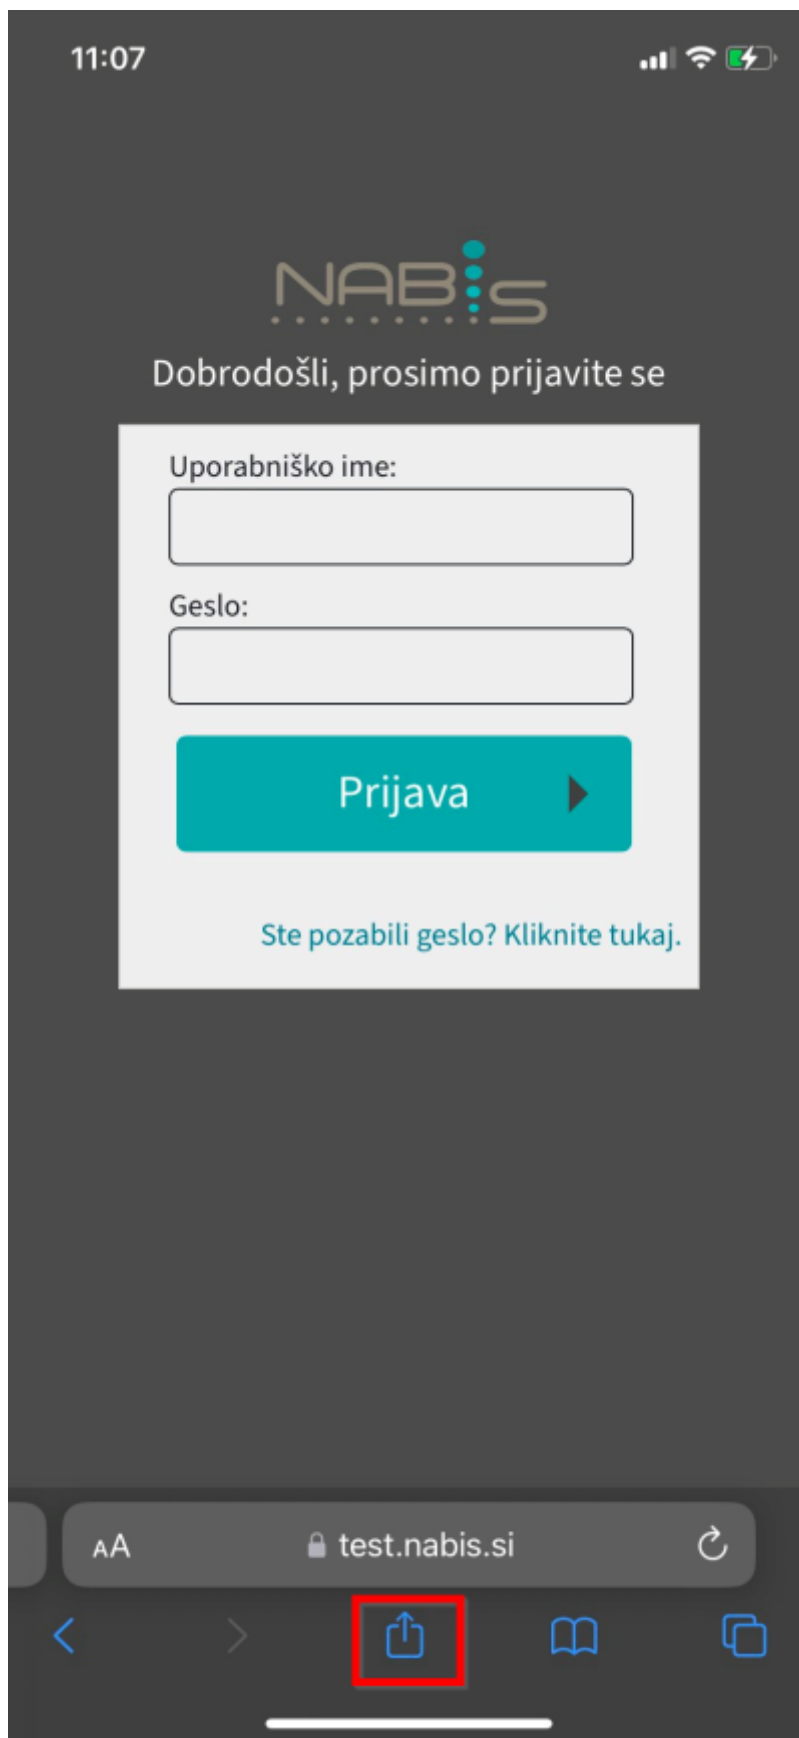 11:07
NABiS
Dobrodošli, prosimo prijavite se
Uporabniško ime:
Geslo:
Prijava
Ste pozabili geslo? Kliknite tukaj.
AA test.nabis.si